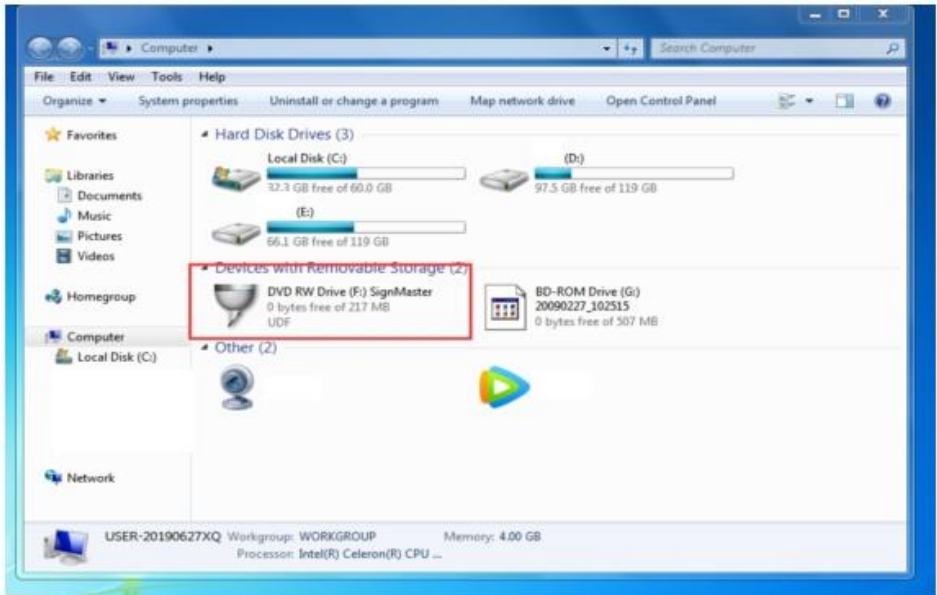 Computer
Search Computer
File Edit View Tools Help
Organize System properties Uninstall or change a program Map network drive Open Control Panel
Favorites
Libraries
Documents
Music
Pictures
Videos
Homegroup
Computer
Local Disk (C:)
Network
Hard Disk Drives (3)
Local Disk (C:)
32.3 GB free of 60.0 GB
(D:)
97.5 GB free of 119 GB
(E:)
66.1 GB free of 119 GB
Devices with Removable Storage (2)
DVD RW Drive (F:) SignMaster
0 bytes free of 217 MB
UDF
BD-ROM Drive (G:)
20090227_102515
0 bytes free of 507 MB
Other (2)
USER-20190627XQ Workgroup: WORKGROUP Memory: 4.00 GB
Processor: Intel(R) Celeron(R) CPU ...